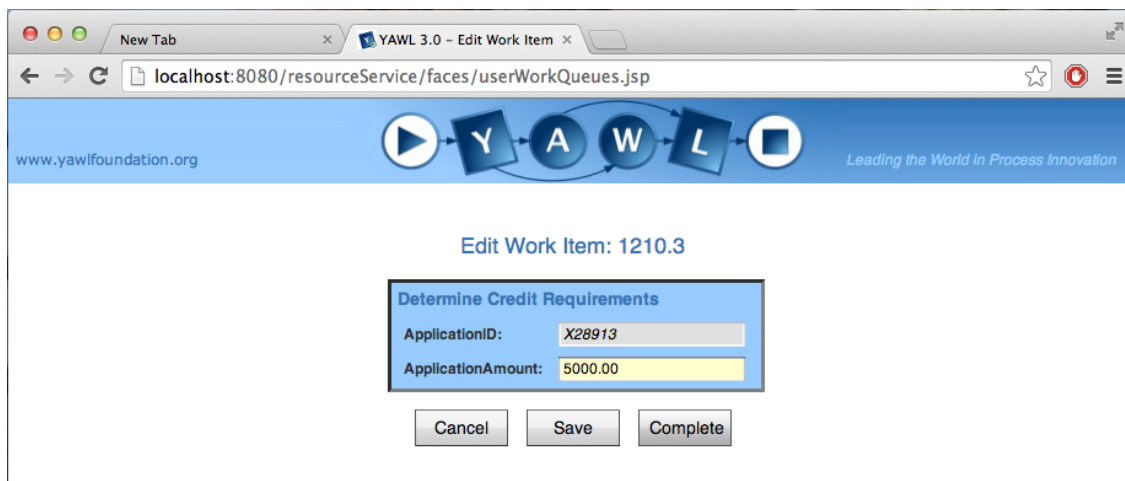 New Tab
YAWL 3.0 – Edit Work Item
localhost:8080/resourceService/faces/userWorkQueues.jsp
YAWL
www.yawlfoundation.org
Leading the World in Process Innovation
Edit Work Item: 1210.3
Determine Credit Requirements
ApplicationID: X28913
ApplicationAmount: 5000.00
Cancel Save Complete